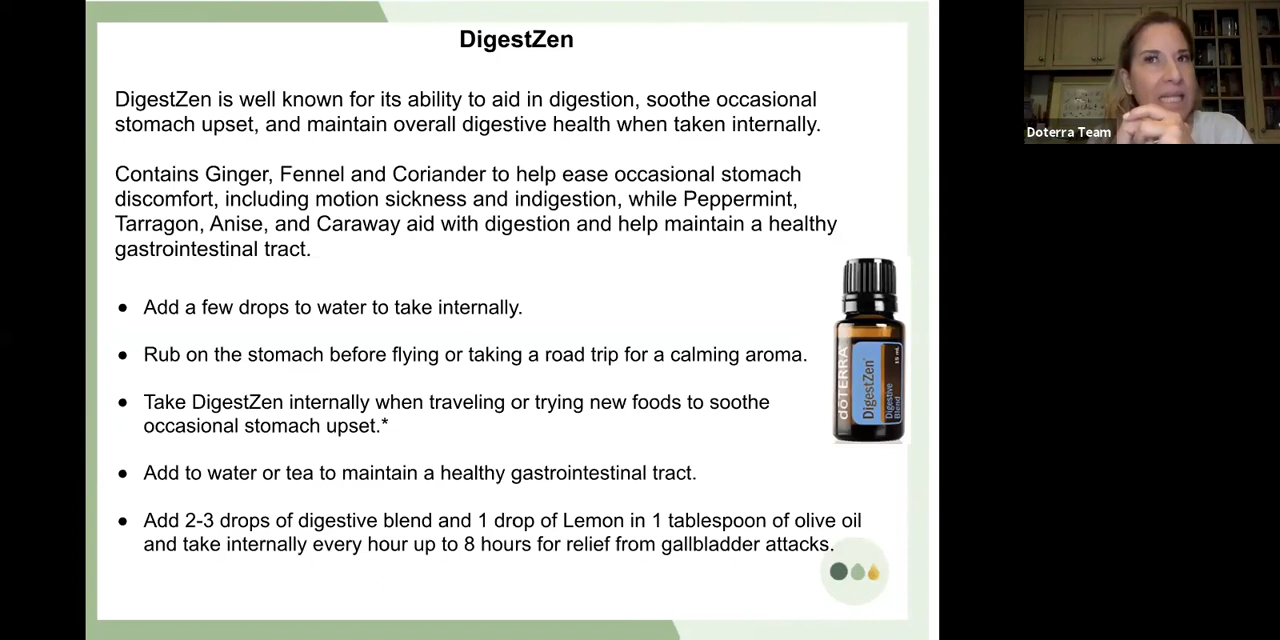 DigestZen
DigestZen is well known for its ability to aid in digestion, soothe occasional
stomach upset, and maintain overall digestive health when taken internally.
Contains Ginger, Fennel and Coriander to help ease occasional stomach
discomfort, including motion sickness and indigestion, while Peppermint,
Tarragon, Anise, and Caraway aid with digestion and help maintain a healthy
gastrointestinal tract.
● Add a few drops to water to take internally.
● Rub on the stomach before flying or taking a road trip for a calming aroma.
● Take DigestZen internally when traveling or trying new foods to soothe
occasional stomach upset.*
● Add to water or tea to maintain a healthy gastrointestinal tract.
● Add 2-3 drops of digestive blend and 1 drop of Lemon in 1 tablespoon of olive oil
and take internally every hour up to 8 hours for relief from gallbladder attacks.
dōTERRA
DigestZen
Digestive
Blend
15 mL
Doterra Team